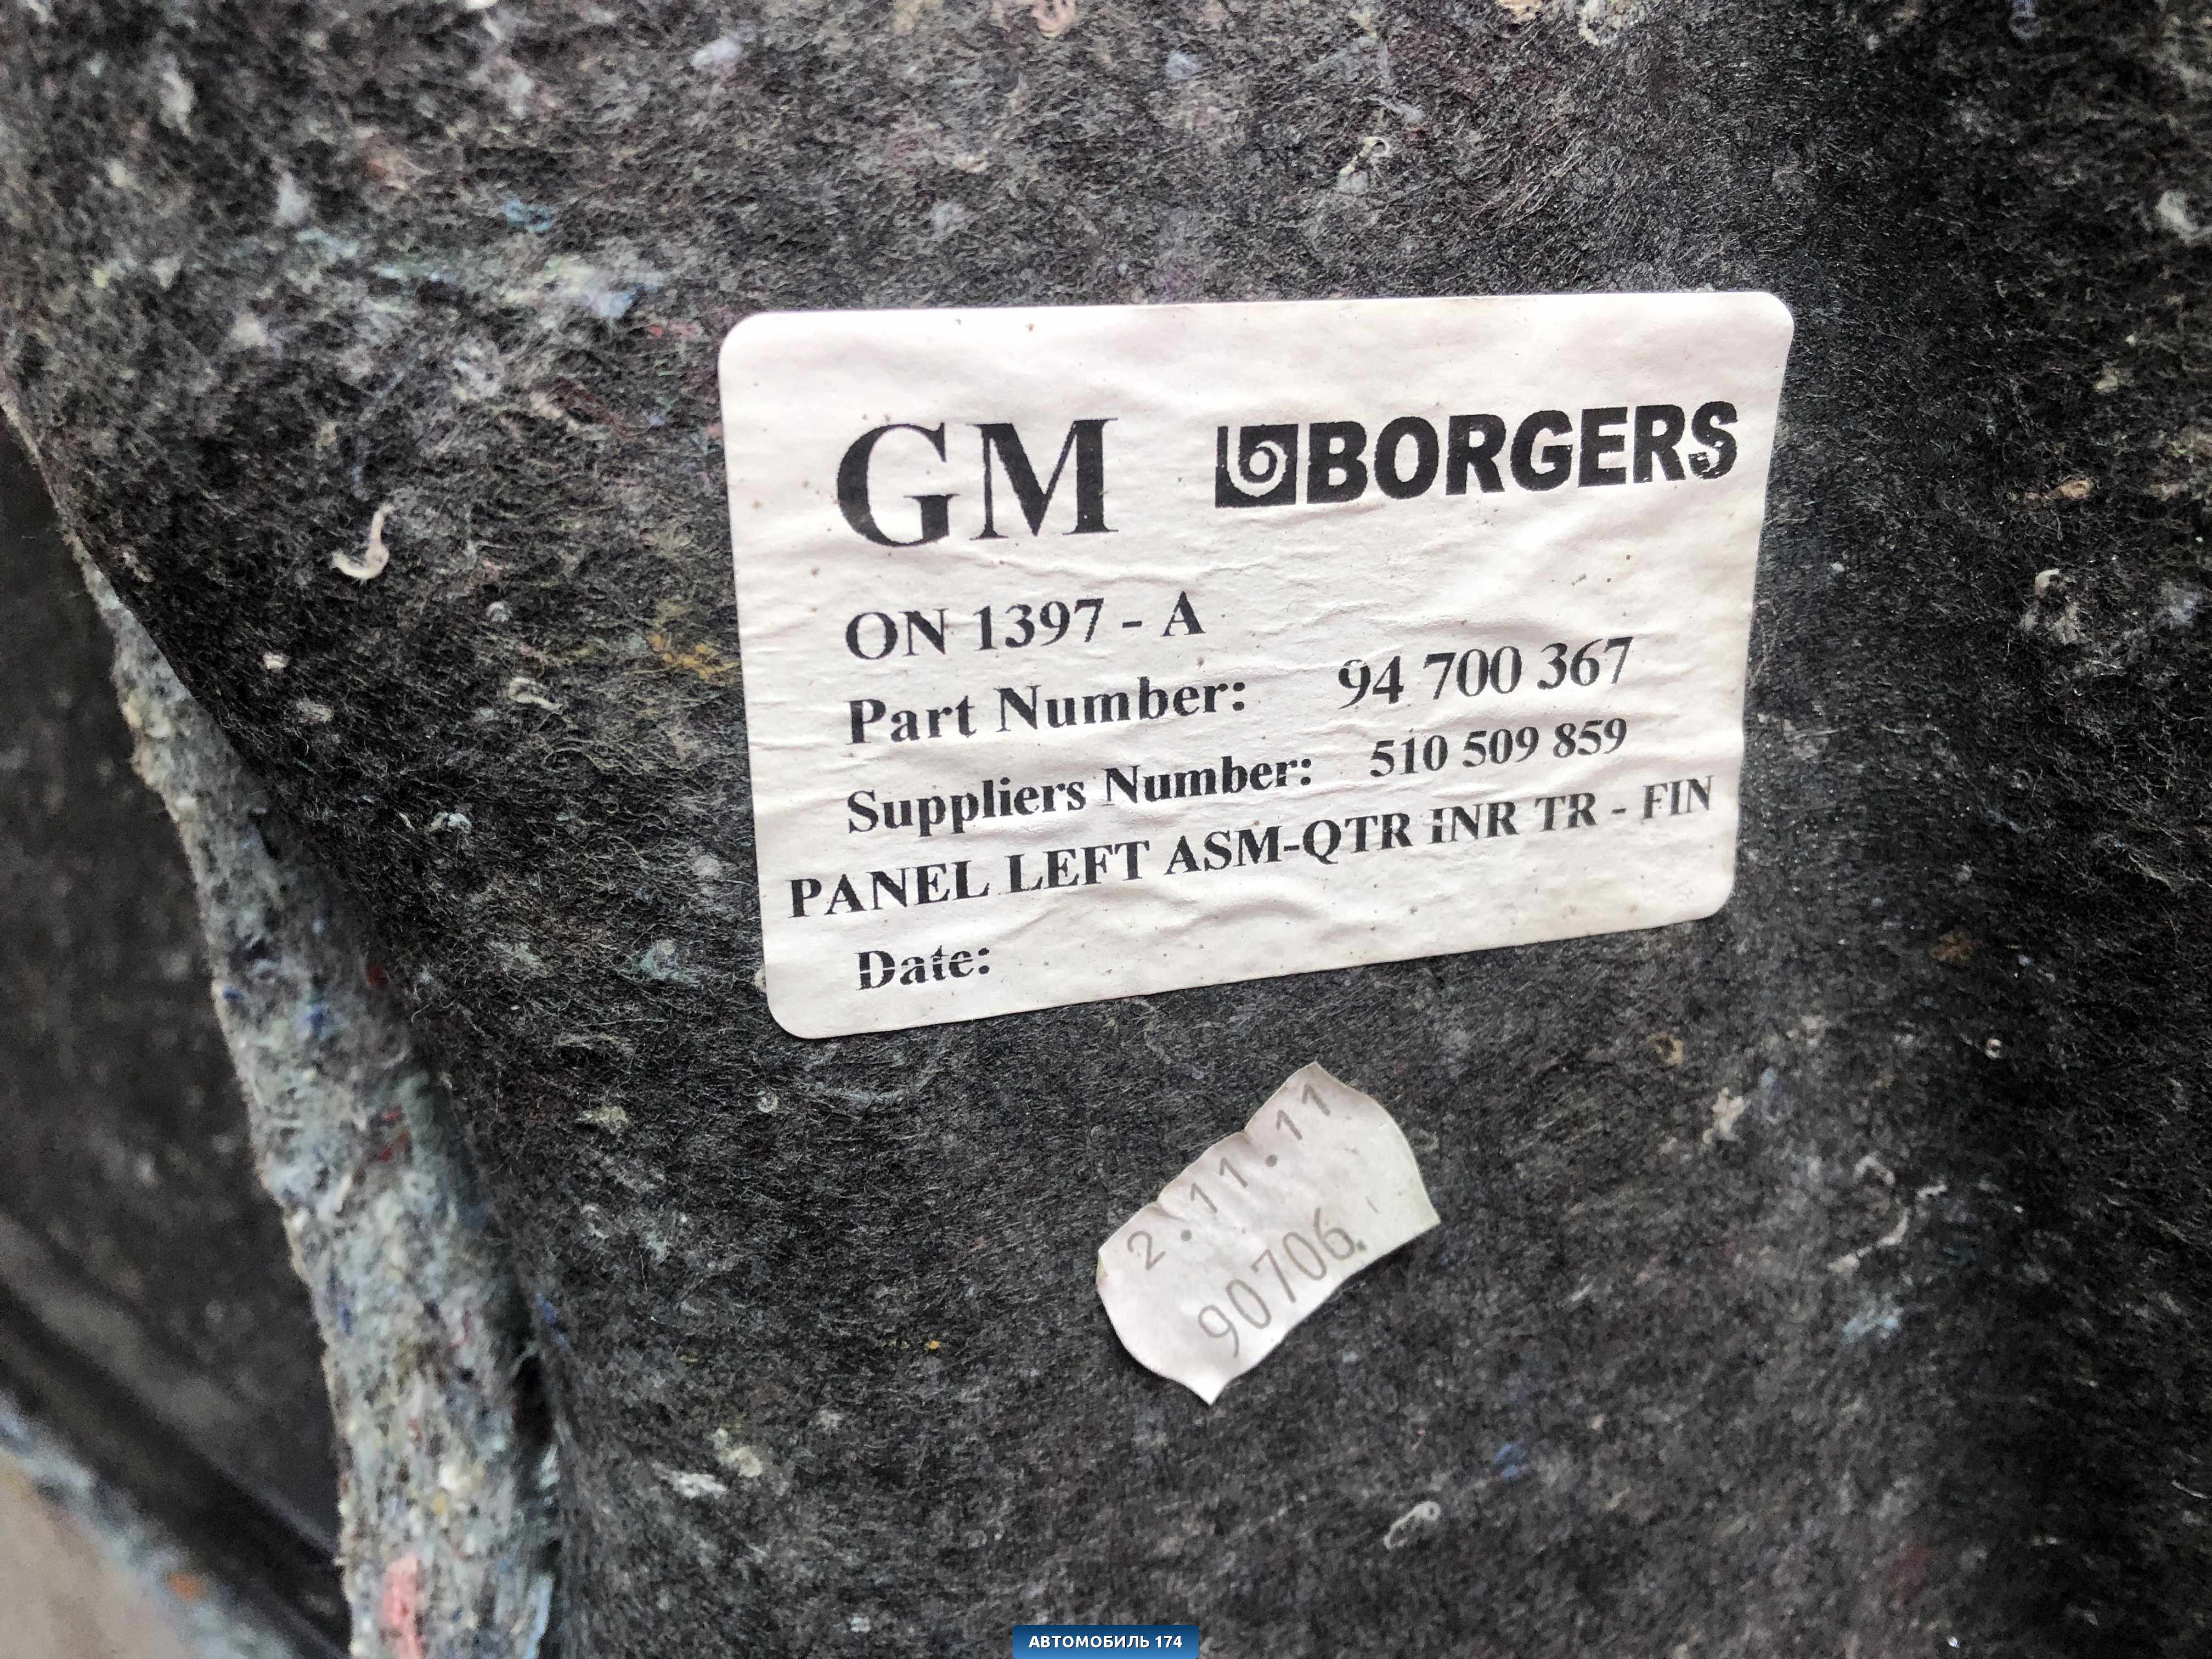 GM BORGERS
ON 1397 - A
Part Number: 94 700 367
Suppliers Number: 510 509 859
PANEL LEFT ASM-QTR INR TR - FIN
Date:
2.11.11
90706.
АВТОМОБИЛЬ 174